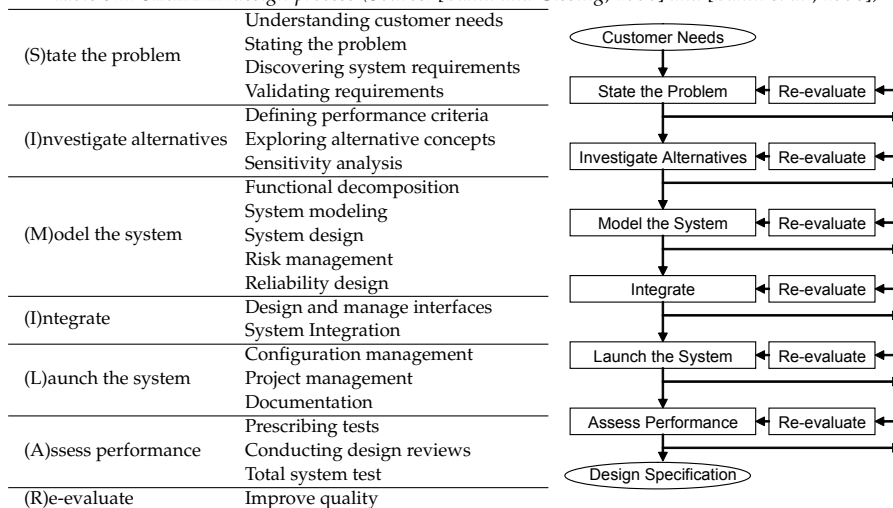 (S)tate the problem
Understanding customer needs
Stating the problem
Discovering system requirements
Validating requirements
(I)nvestigate alternatives
Defining performance criteria
Exploring alternative concepts
Sensitivity analysis
(M)odel the system
Functional decomposition
System modeling
System design
Risk management
Reliability design
(I)ntegrate
Design and manage interfaces
System Integration
(L)aunch the system
Configuration management
Project management
Documentation
(A)ssess performance
Prescribing tests
Conducting design reviews
Total system test
(R)e-evaluate
Improve quality
Customer Needs
State the Problem
Re-evaluate
Investigate Alternatives
Re-evaluate
Model the System
Re-evaluate
Integrate
Re-evaluate
Launch the System
Re-evaluate
Assess Performance
Re-evaluate
Design Specification